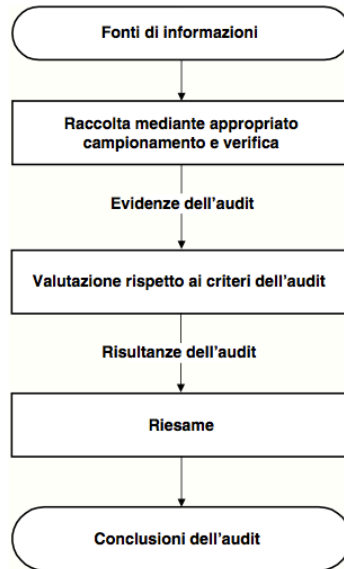 Fonti di informazioni
Raccolta mediante appropriato
campionamento e verifica
Evidenze dell'audit
Valutazione rispetto ai criteri dell'audit
Risultanze dell'audit
Riesame
Conclusioni dell'audit